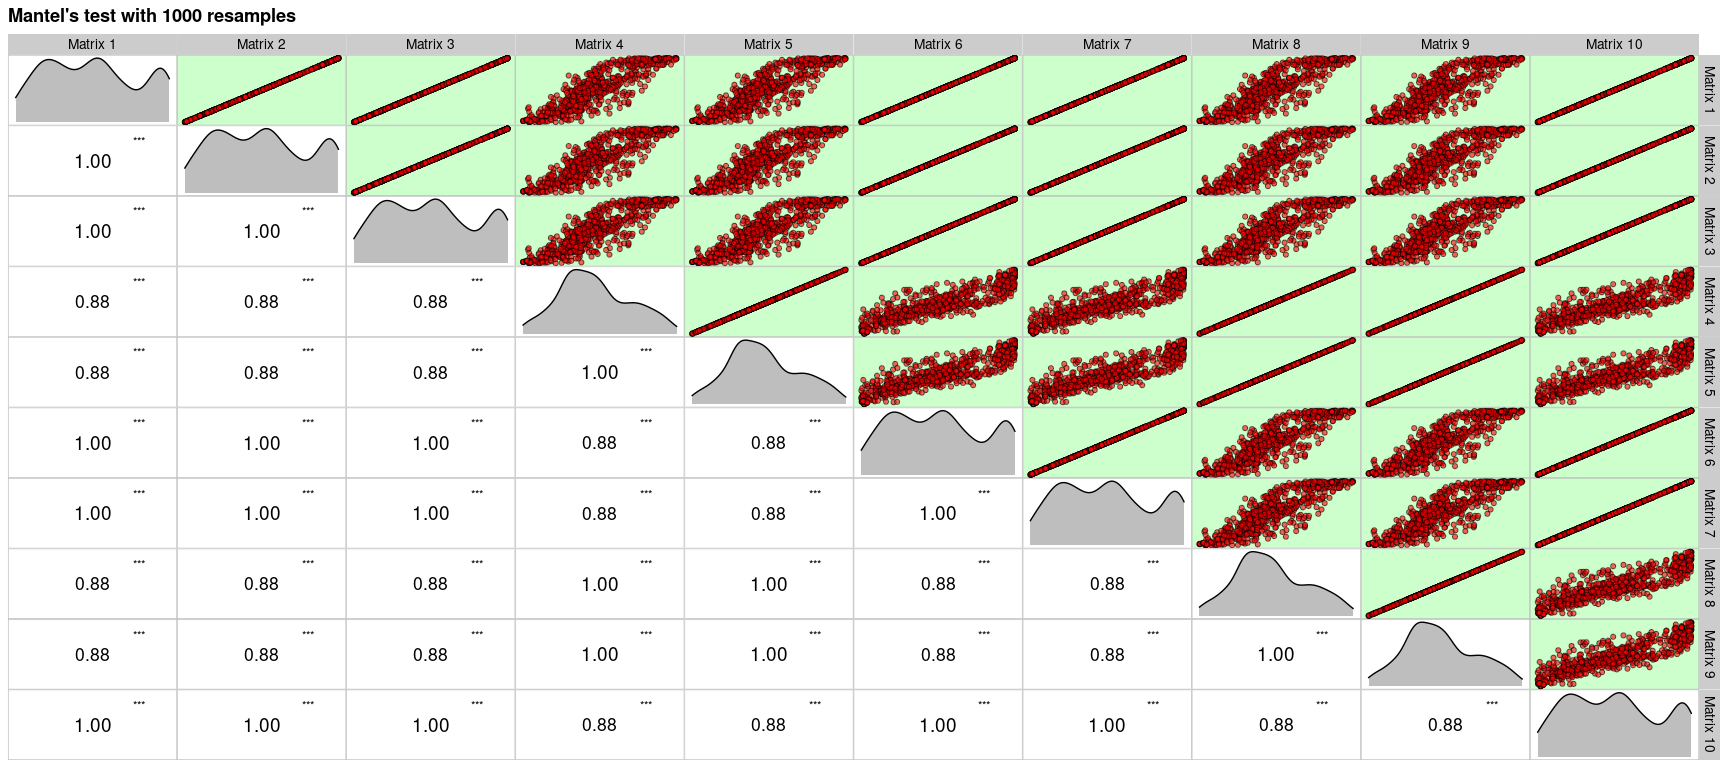 Mantel's test with 1000 resamples
Matrix 1 Matrix 2 Matrix 3 Matrix 4 Matrix 5 Matrix 6 Matrix 7 Matrix 8 Matrix 9 Matrix 10
Matrix 1
1.00 *** Matrix 2
1.00 *** 1.00 *** Matrix 3
0.88 *** 0.88 *** 0.88 *** Matrix 4
0.88 *** 0.88 *** 0.88 *** 1.00 *** Matrix 5
1.00 *** 1.00 *** 1.00 *** 0.88 *** 0.88 *** Matrix 6
1.00 *** 1.00 *** 1.00 *** 0.88 *** 0.88 *** 1.00 *** Matrix 7
0.88 *** 0.88 *** 0.88 *** 1.00 *** 1.00 *** 0.88 *** 0.88 *** Matrix 8
0.88 *** 0.88 *** 0.88 *** 1.00 *** 1.00 *** 0.88 *** 0.88 *** 1.00 *** Matrix 9
1.00 *** 1.00 *** 1.00 *** 0.88 *** 0.88 *** 1.00 *** 1.00 *** 0.88 *** 0.88 *** Matrix 10